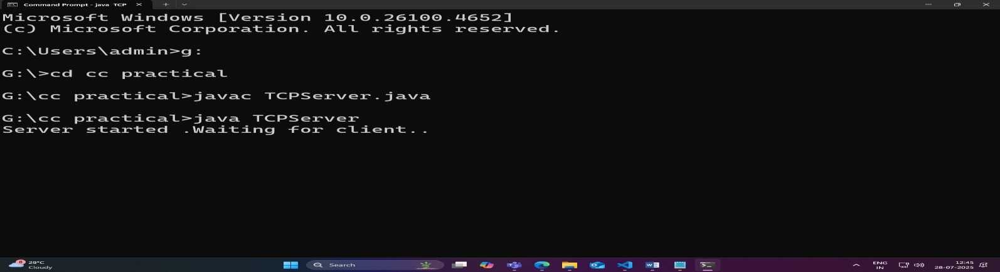 Command Prompt - java TCP
Microsoft Windows [Version 10.0.26100.4652]
(c) Microsoft Corporation. All rights reserved.
C:\Users\admin>g:
G:\>cd cc practical
G:\cc practical>javac TCPServer.java
G:\cc practical>java TCPServer
Server started .Waiting for client..
8
29°C
Cloudy
Search
ENG
IN
12:45
28-07-2025